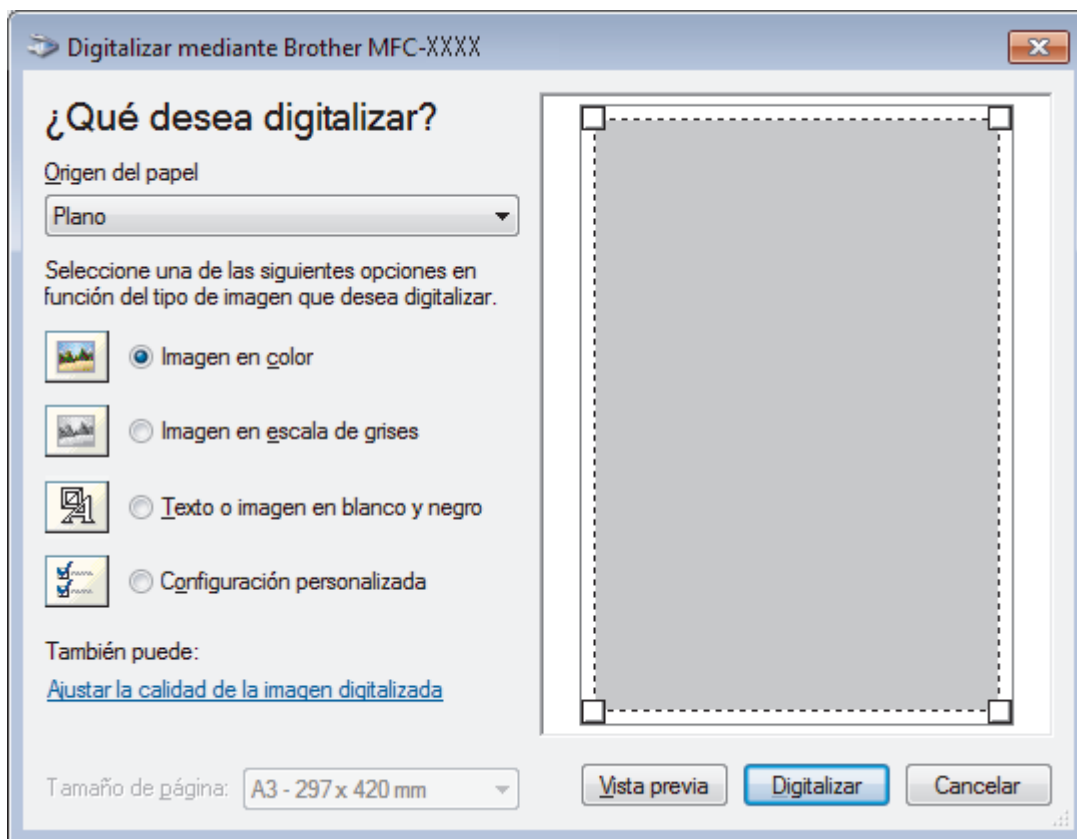 Digitalizar mediante Brother MFC-XXXX
¿Qué desea digitalizar?
Origen del papel
Plano
Seleccione una de las siguientes opciones en
función del tipo de imagen que desea digitalizar.
Imagen en color
Imagen en escala de grises
Texto o imagen en blanco y negro
Configuración personalizada
También puede:
Ajustar la calidad de la imagen digitalizada
Tamaño de página: A3 - 297 x 420 mm
Vista previa Digitalizar Cancelar